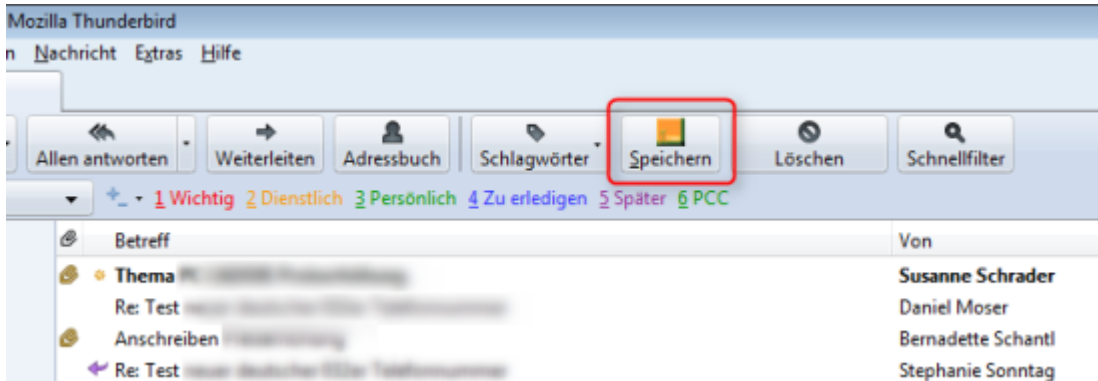 Mozilla Thunderbird
n Nachricht Extras Hilfe
Allen antworten Weiterleiten Adressbuch Schlagwörter Speichern Löschen Schnellfilter
1 Wichtig 2 Dienstlich 3 Persönlich 4 Zu erledigen 5 Später 6 PCC
Betreff Von
Thema Susanne Schrader
Re: Test Daniel Moser
Anschreiben Bernadette Schantl
Re: Test Stephanie Sonntag